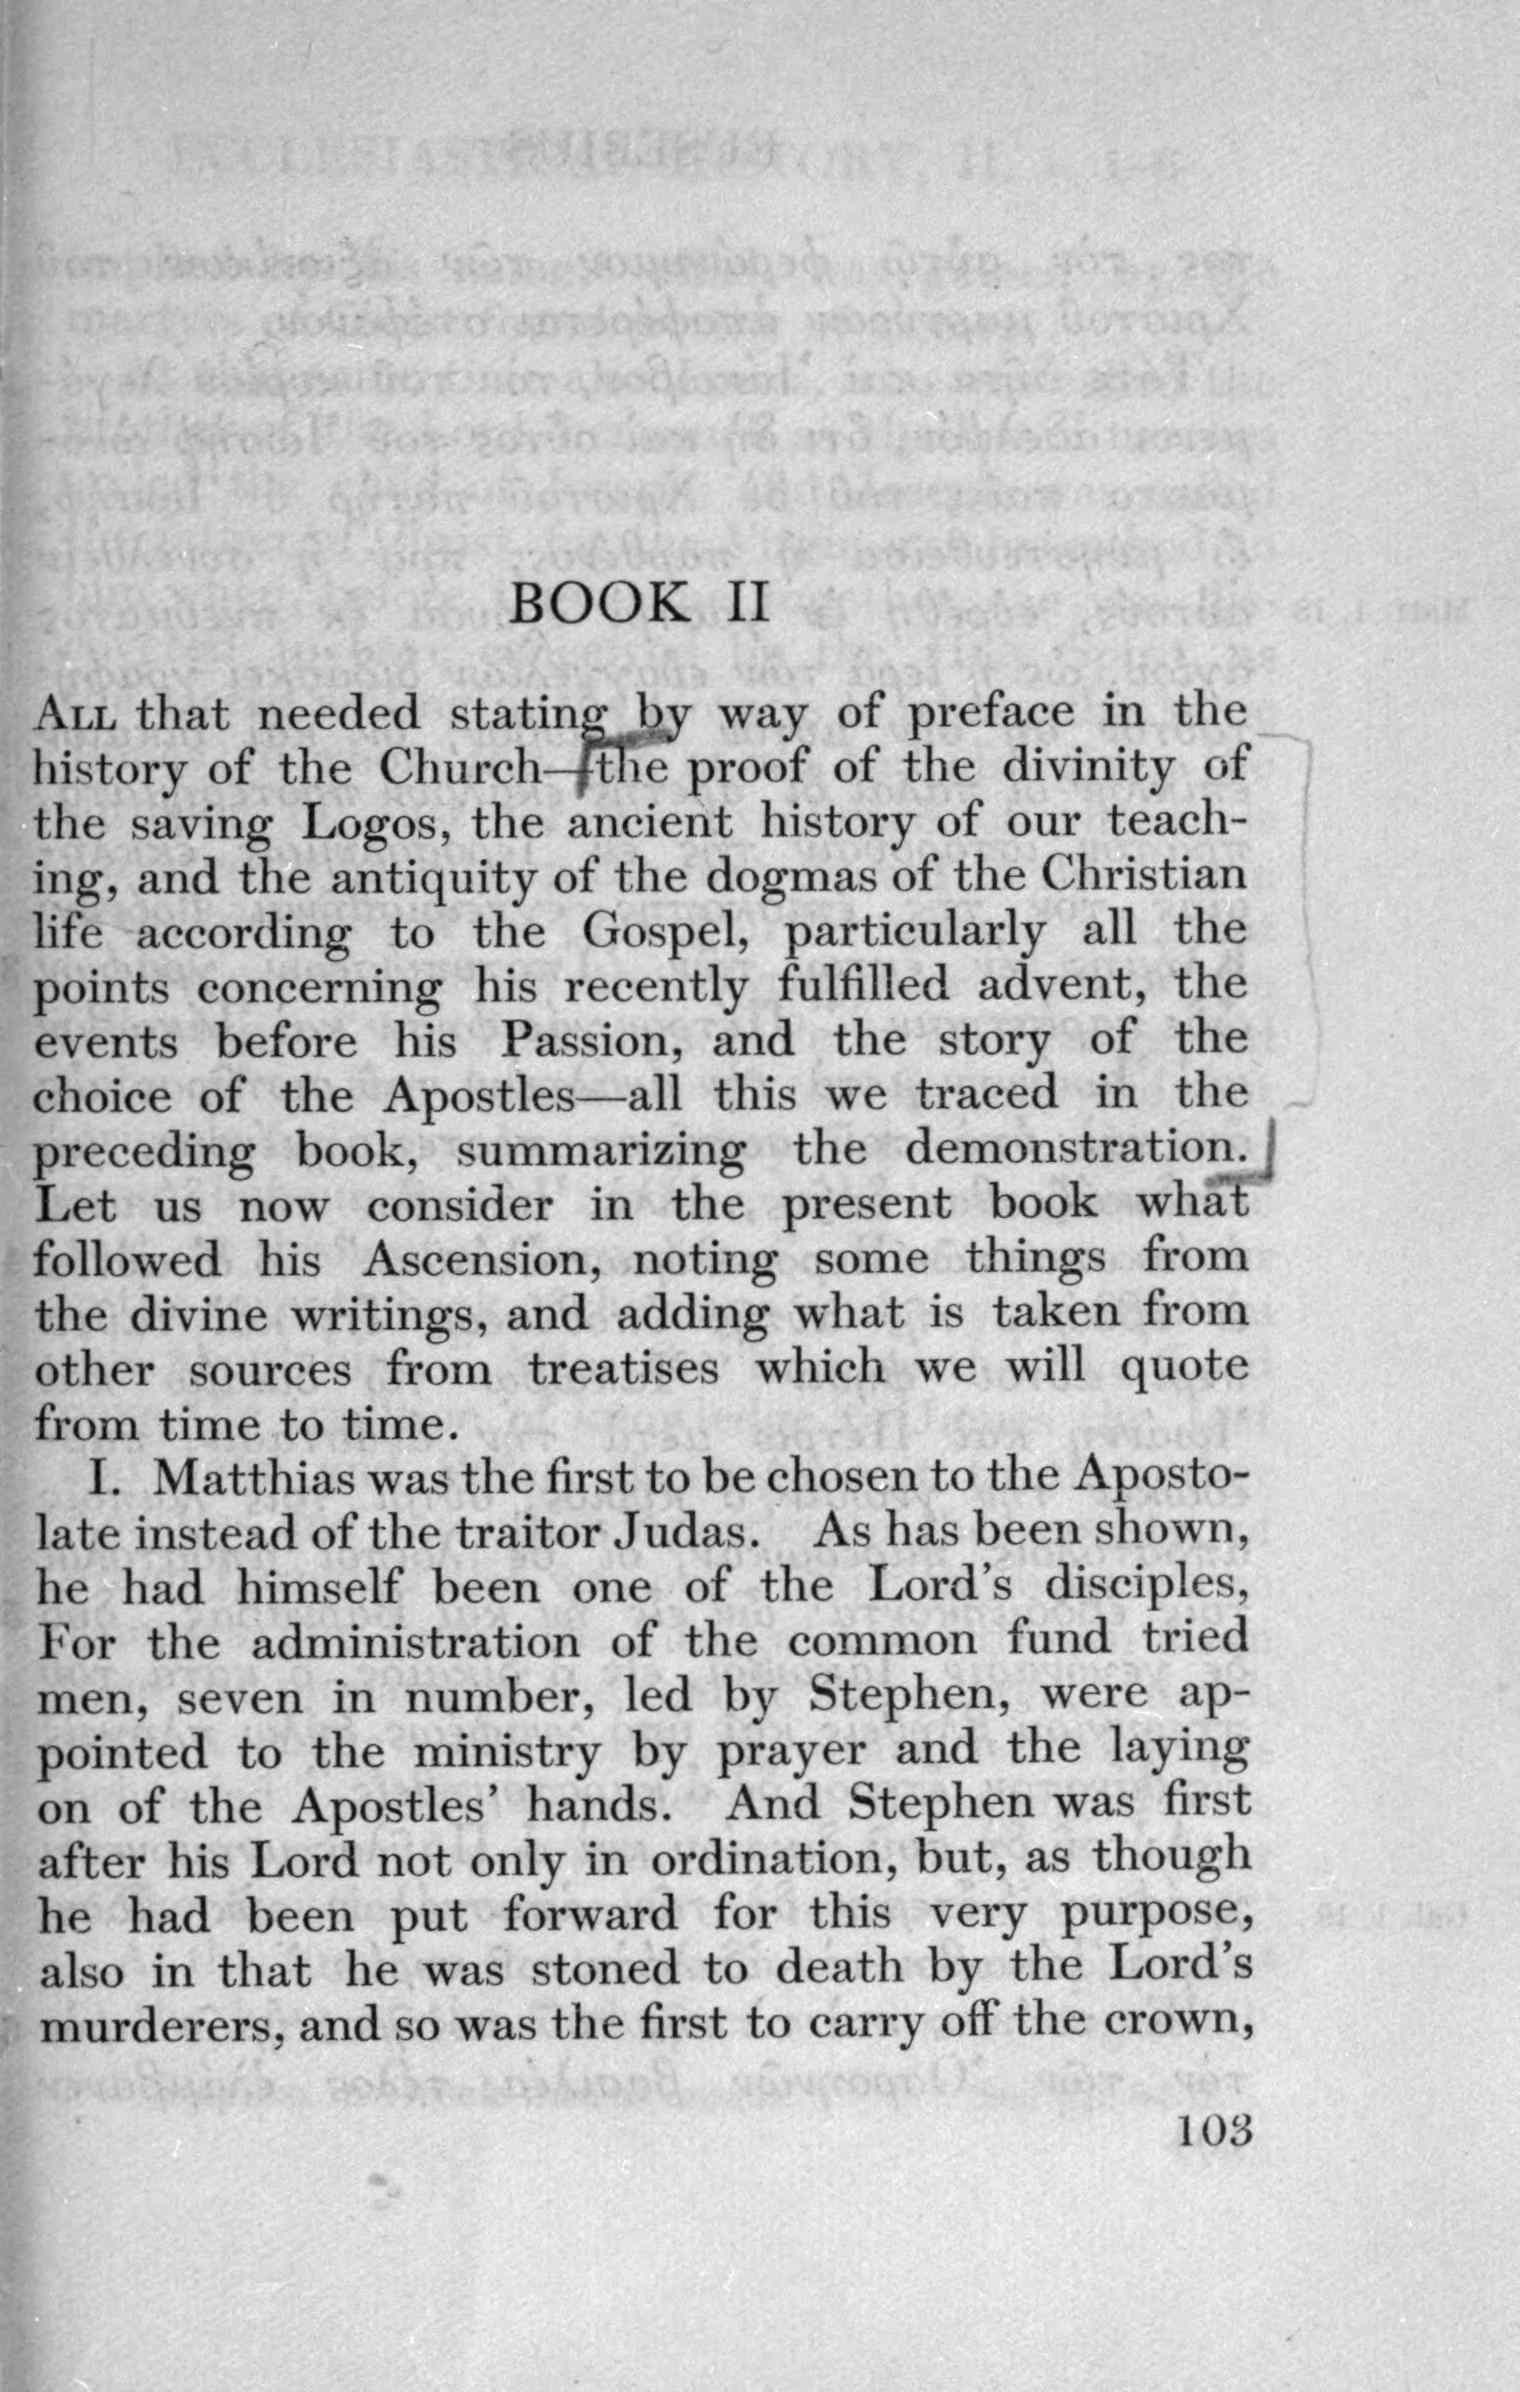 BOOK II
ALL that needed stating by way of preface in the
history of the Church—the proof of the divinity of
the saving Logos, the ancient history of our teach-
ing, and the antiquity of the dogmas of the Christian
life according to the Gospel, particularly all the
points concerning his recently fulfilled advent, the
events before his Passion, and the story of the
choice of the Apostles—all this we traced in the
preceding book, summarizing the demonstration.
Let us now consider in the present book what
followed his Ascension, noting some things from
the divine writings, and adding what is taken from
other sources from treatises which we will quote
from time to time.
I. Matthias was the first to be chosen to the Aposto-
late instead of the traitor Judas. As has been shown,
he had himself been one of the Lord's disciples,
For the administration of the common fund tried
men, seven in number, led by Stephen, were ap-
pointed to the ministry by prayer and the laying
on of the Apostles' hands. And Stephen was first
after his Lord not only in ordination, but, as though
he had been put forward for this very purpose,
also in that he was stoned to death by the Lord's
murderers, and so was the first to carry off the crown,
103